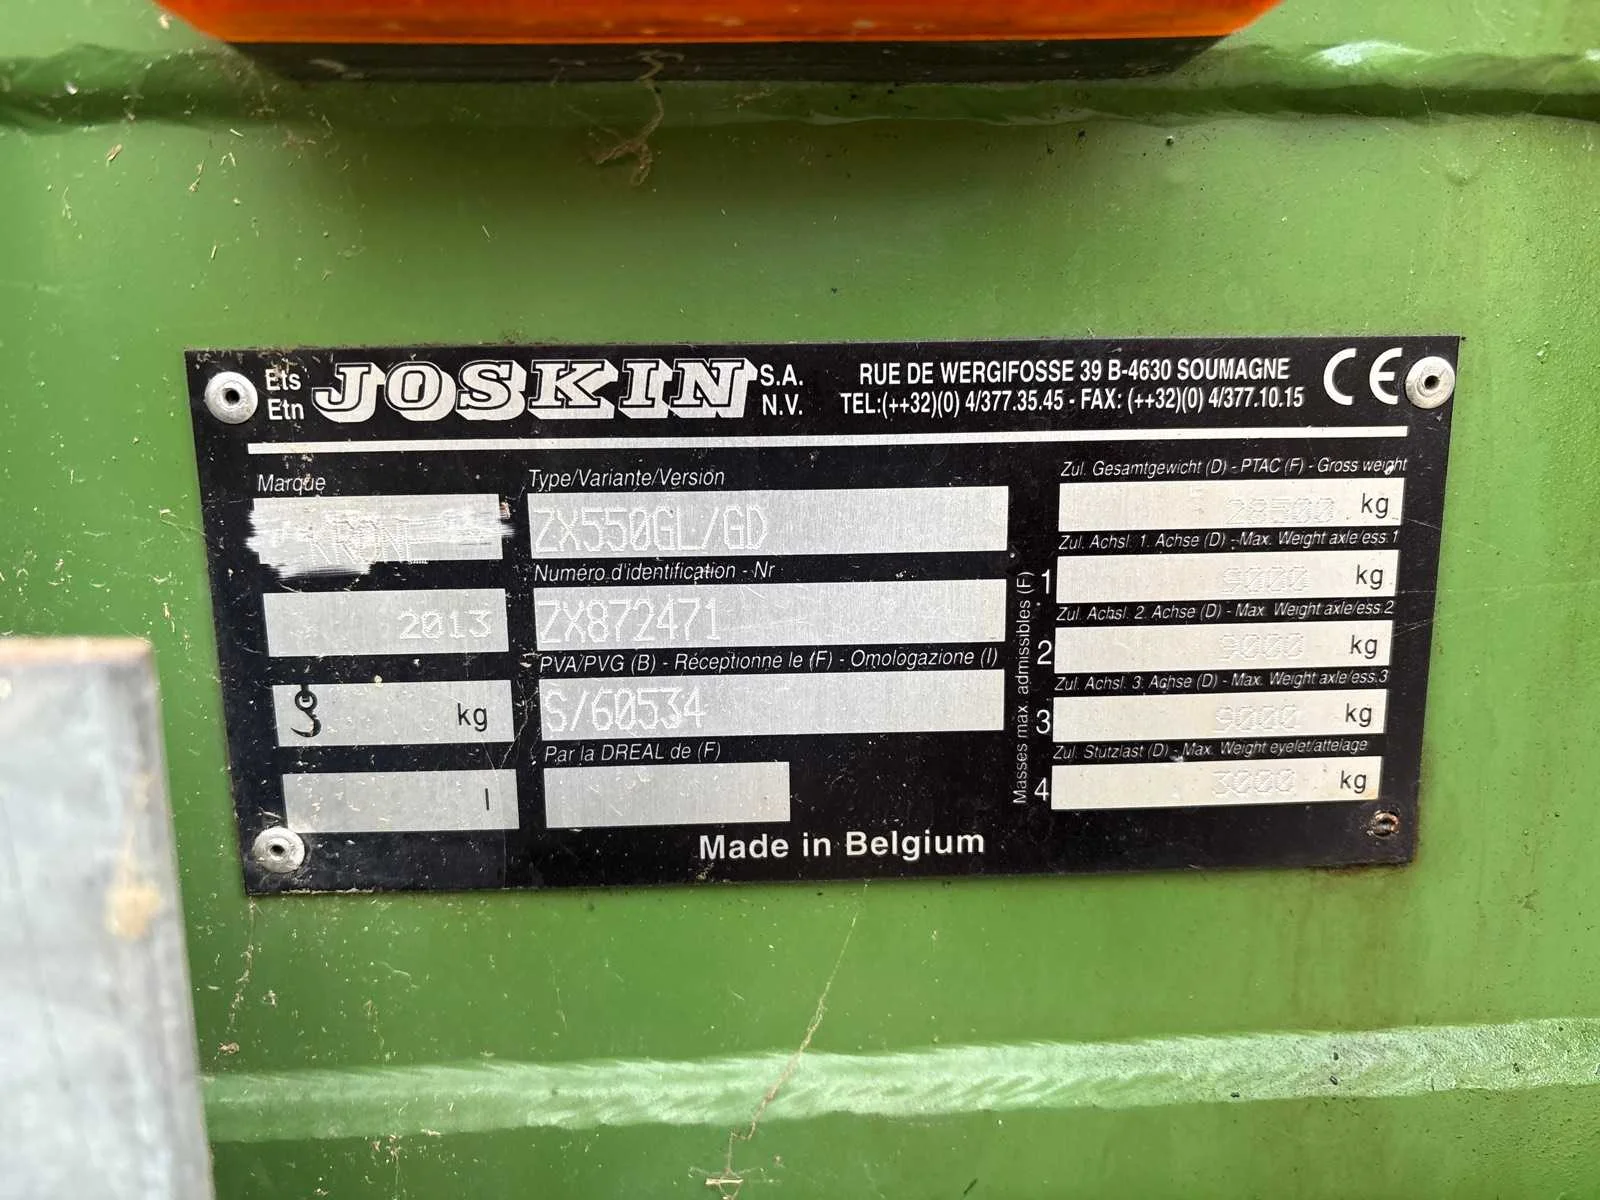 Ets
Etn
JOSKIN
S.A.
N.V.
RUE DE WERGIFOSSE 39 B-4630 SOUMAGNE
TEL:(++32)(0) 4/377.35.45 - FAX: (++32)(0) 4/377.10.15
CE
Marque
KRONE
2013
kg
l
Type/Variante/Version
ZX550GL/GD
Numéro d'identification - Nr
ZX872471
PVA/PVG (B) - Réceptionne le (F) - Omologazione (I)
S/60534
Par la DREAL de (F)
Made in Belgium
Masses max. admissibles (F)
Zul. Gesamtgewicht (D) - PTAC (F) - Gross weight
28500 kg
Zul. Achsl. 1. Achse (D) - Max. Weight axle/ess.1
1 9000 kg
Zul. Achsl. 2. Achse (D) - Max. Weight axle/ess.2
2 9000 kg
Zul. Achsl. 3. Achse (D) - Max. Weight axle/ess.3
3 9000 kg
Zul. Stutzlast (D) - Max. Weight eyelet/attelage
4 3000 kg